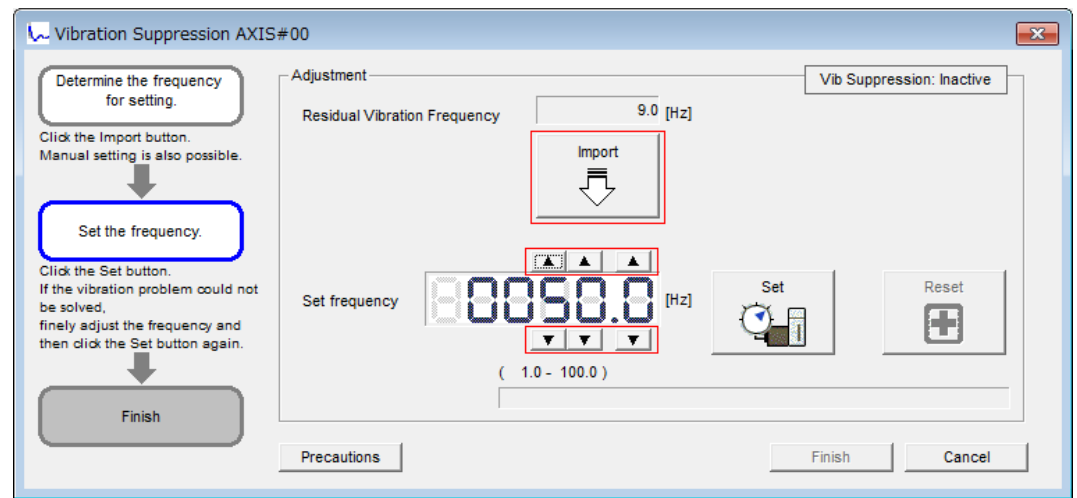 Vibration Suppression AXIS#00
Determine the frequency
for setting.
Click the Import button.
Manual setting is also possible.
Set the frequency.
Click the Set button.
If the vibration problem could not
be solved,
finely adjust the frequency and
then click the Set button again.
Finish
Adjustment
Vib Suppression: Inactive
Residual Vibration Frequency 9.0 [Hz]
Import
Set frequency 0050.0 [Hz]
Set
Reset
( 1.0 - 100.0 )
Precautions
Finish
Cancel